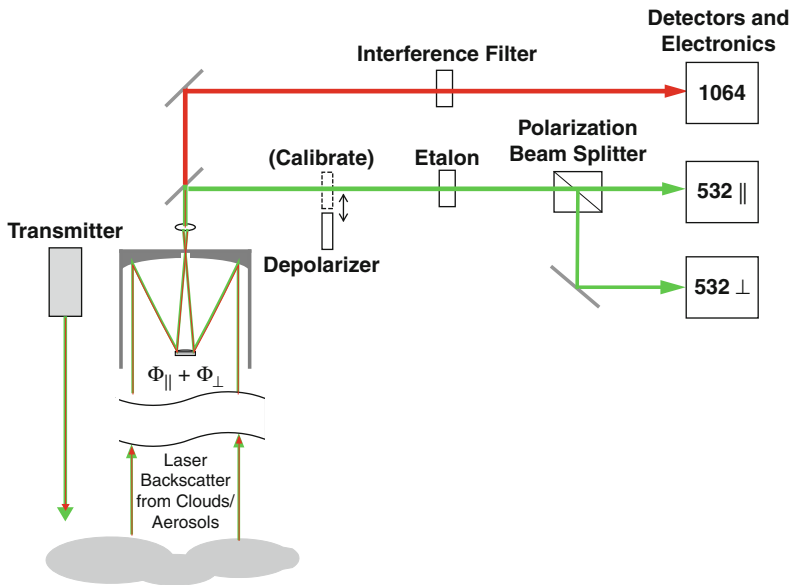 Detectors and
Electronics
Interference Filter
1064
Polarization
Beam Splitter
(Calibrate)
Etalon
532 ||
Transmitter
Depolarizer
532 ⊥
Φ|| + Φ⊥
Laser
Backscatter
from Clouds/
Aerosols